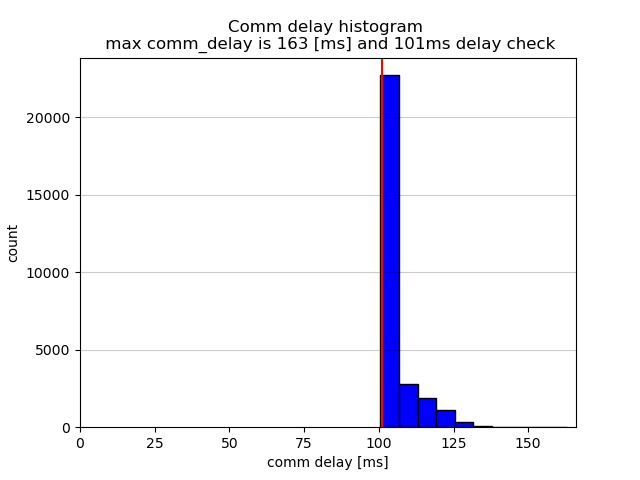 Comm delay histogram
max comm_delay is 163 [ms] and 101ms delay check
20000
15000
10000
5000
0
count
0 25 50 75 100 125 150
comm delay [ms]